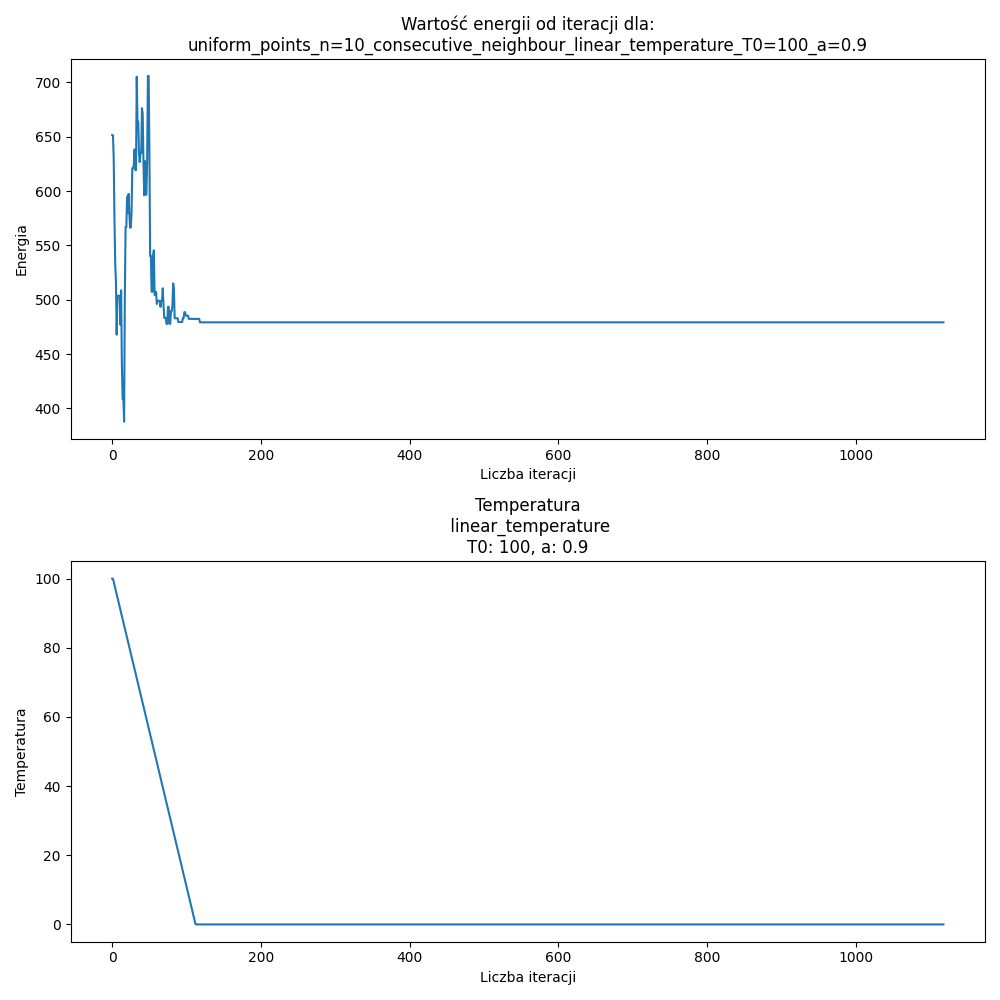 Wartość energii od iteracji dla:
uniform_points_n=10_consecutive_neighbour_linear_temperature_T0=100_a=0.9
700
650
600
550
500
450
400
Energia
0 200 400 600 800 1000
Liczba iteracji
Temperatura
linear_temperature
T0: 100, a: 0.9
100
80
60
40
20
0
Temperatura
0 200 400 600 800 1000
Liczba iteracji